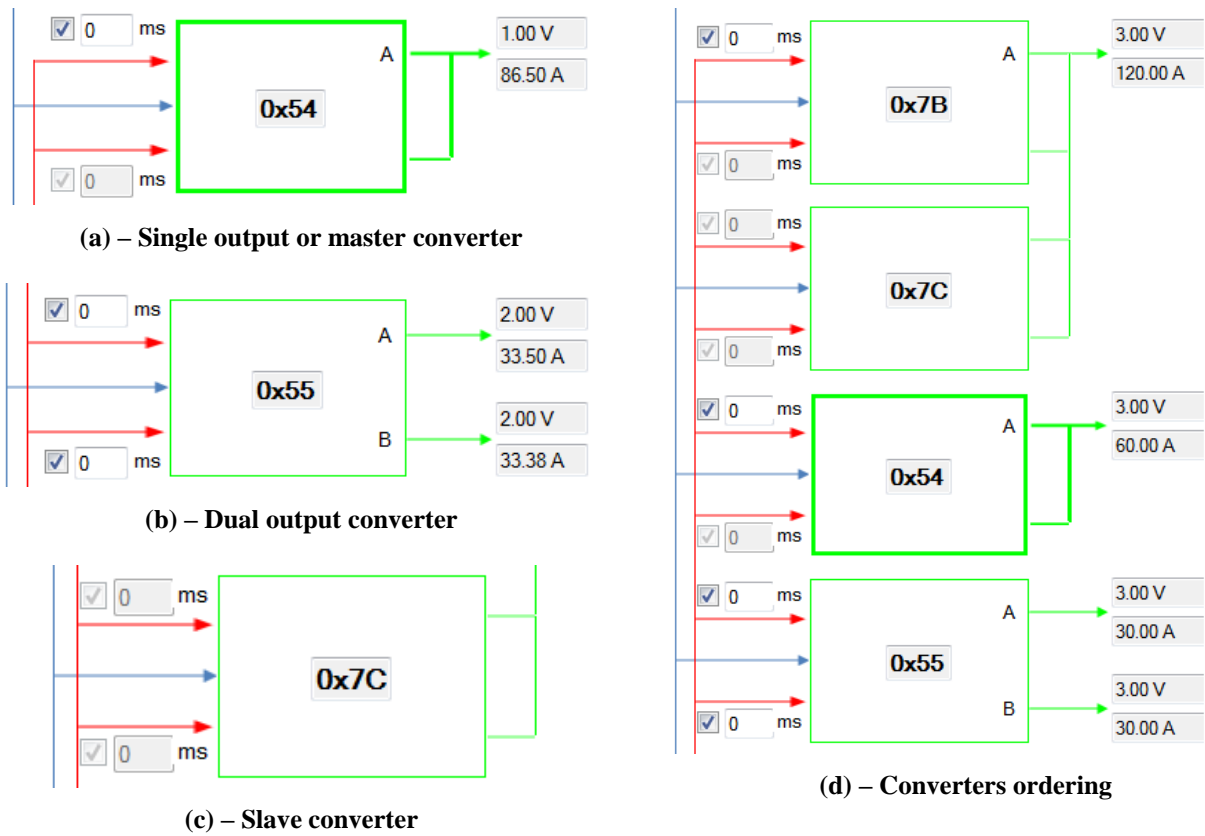 0 ms
A
1.00 V
86.50 A
0x54
0 ms
(a) – Single output or master converter
0 ms
A
2.00 V
33.50 A
0x55
B
2.00 V
33.38 A
0 ms
(b) – Dual output converter
0 ms
0x7C
0 ms
(c) – Slave converter
0 ms
A
3.00 V
120.00 A
0x7B
0 ms
0 ms
0x7C
0 ms
0 ms
A
3.00 V
60.00 A
0x54
0 ms
0 ms
A
3.00 V
30.00 A
0x55
B
3.00 V
30.00 A
0 ms
(d) – Converters ordering